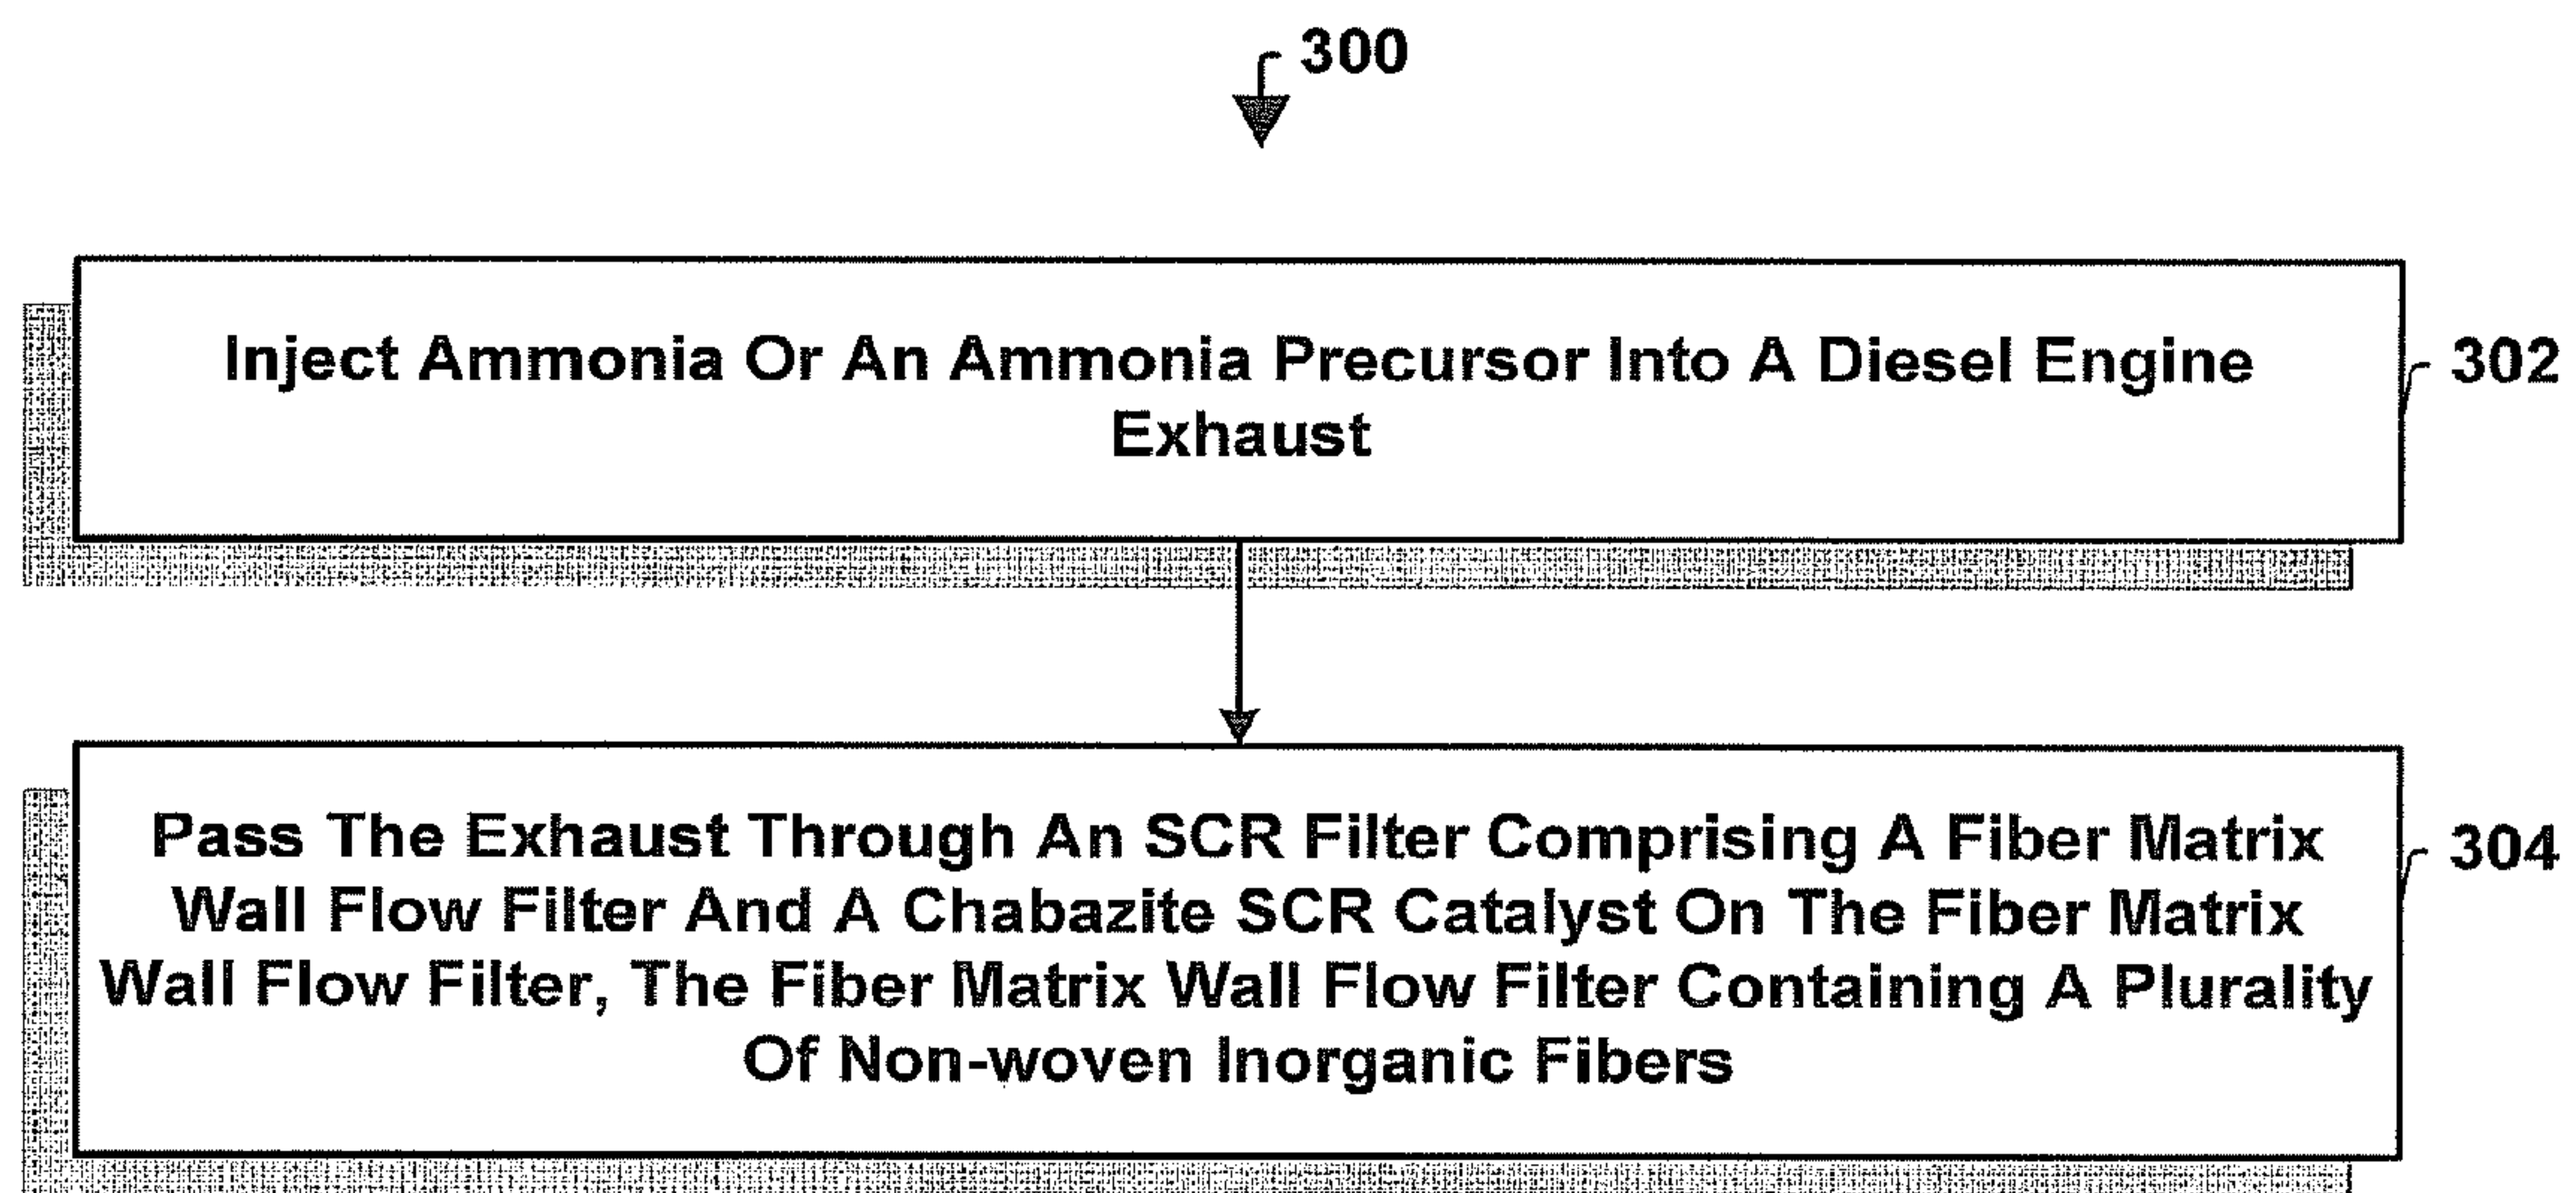 300
Inject Ammonia Or An Ammonia Precursor Into A Diesel Engine
Exhaust
302
Pass The Exhaust Through An SCR Filter Comprising A Fiber Matrix
Wall Flow Filter And A Chabazite SCR Catalyst On The Fiber Matrix
Wall Flow Filter, The Fiber Matrix Wall Flow Filter Containing A Plurality
Of Non-woven Inorganic Fibers
304